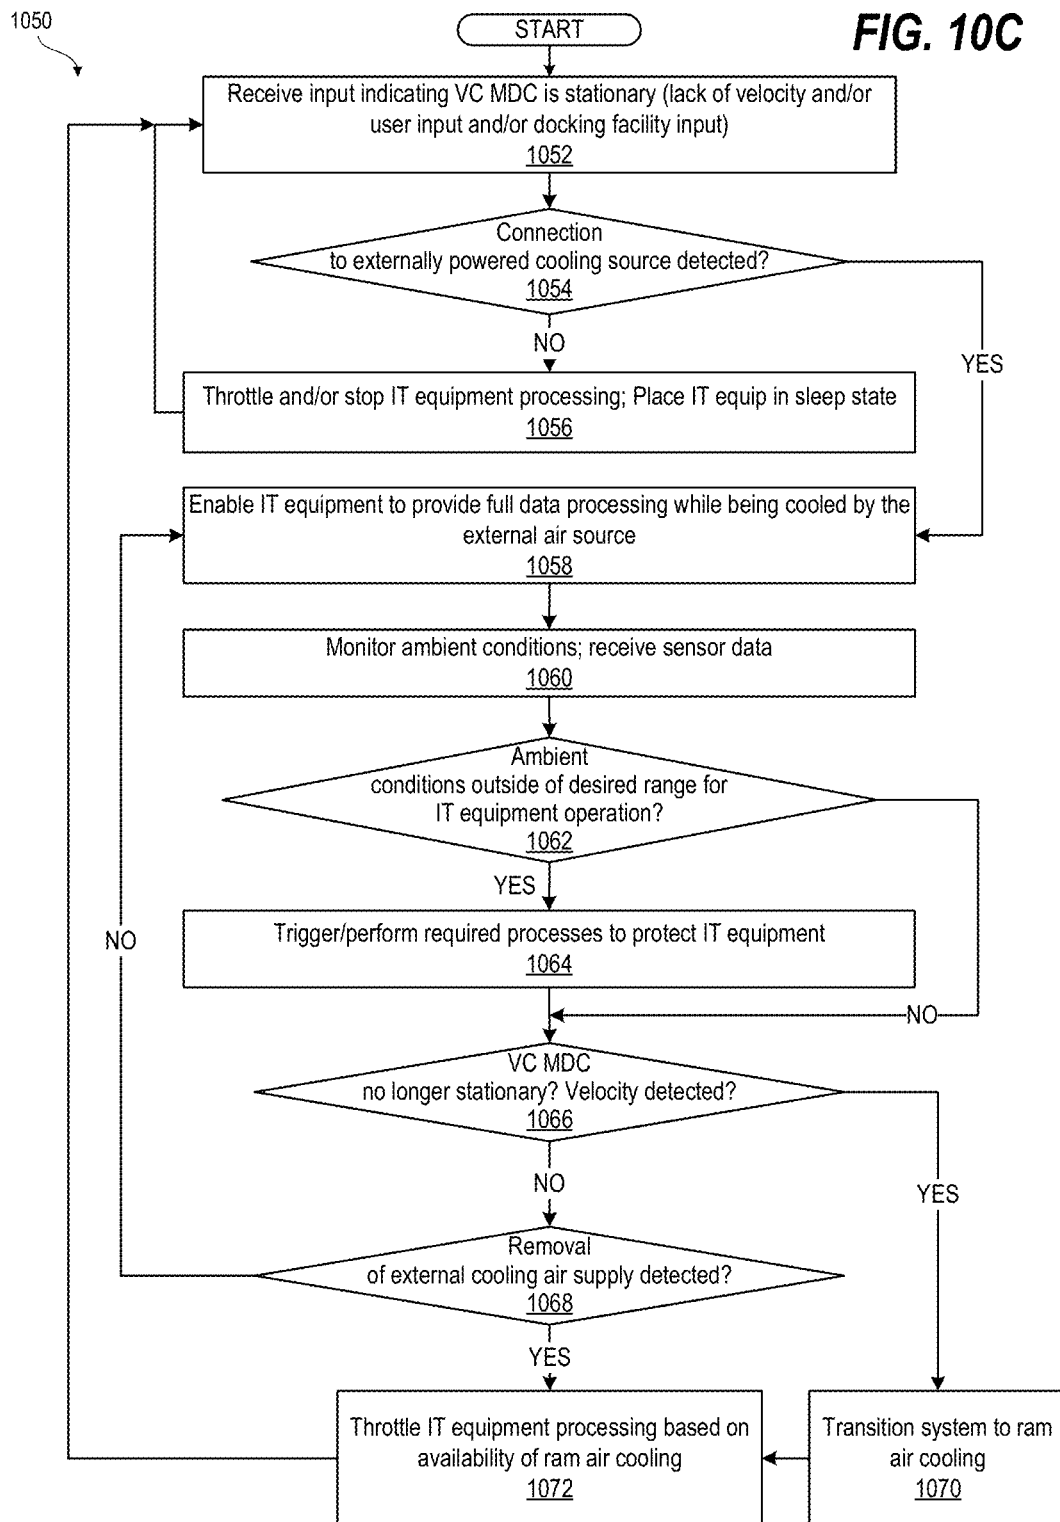 1050
START
FIG. 10C
Receive input indicating VC MDC is stationary (lack of velocity and/or
user input and/or docking facility input)
1052
Connection
to externally powered cooling source detected?
1054
NO
YES
Throttle and/or stop IT equipment processing; Place IT equip in sleep state
1056
Enable IT equipment to provide full data processing while being cooled by the
external air source
1058
Monitor ambient conditions; receive sensor data
1060
Ambient
conditions outside of desired range for
IT equipment operation?
1062
YES
NO
Trigger/perform required processes to protect IT equipment
1064
NO
VC MDC
no longer stationary? Velocity detected?
1066
NO
YES
Removal
of external cooling air supply detected?
1068
YES
Throttle IT equipment processing based on
availability of ram air cooling
1072
Transition system to ram
air cooling
1070